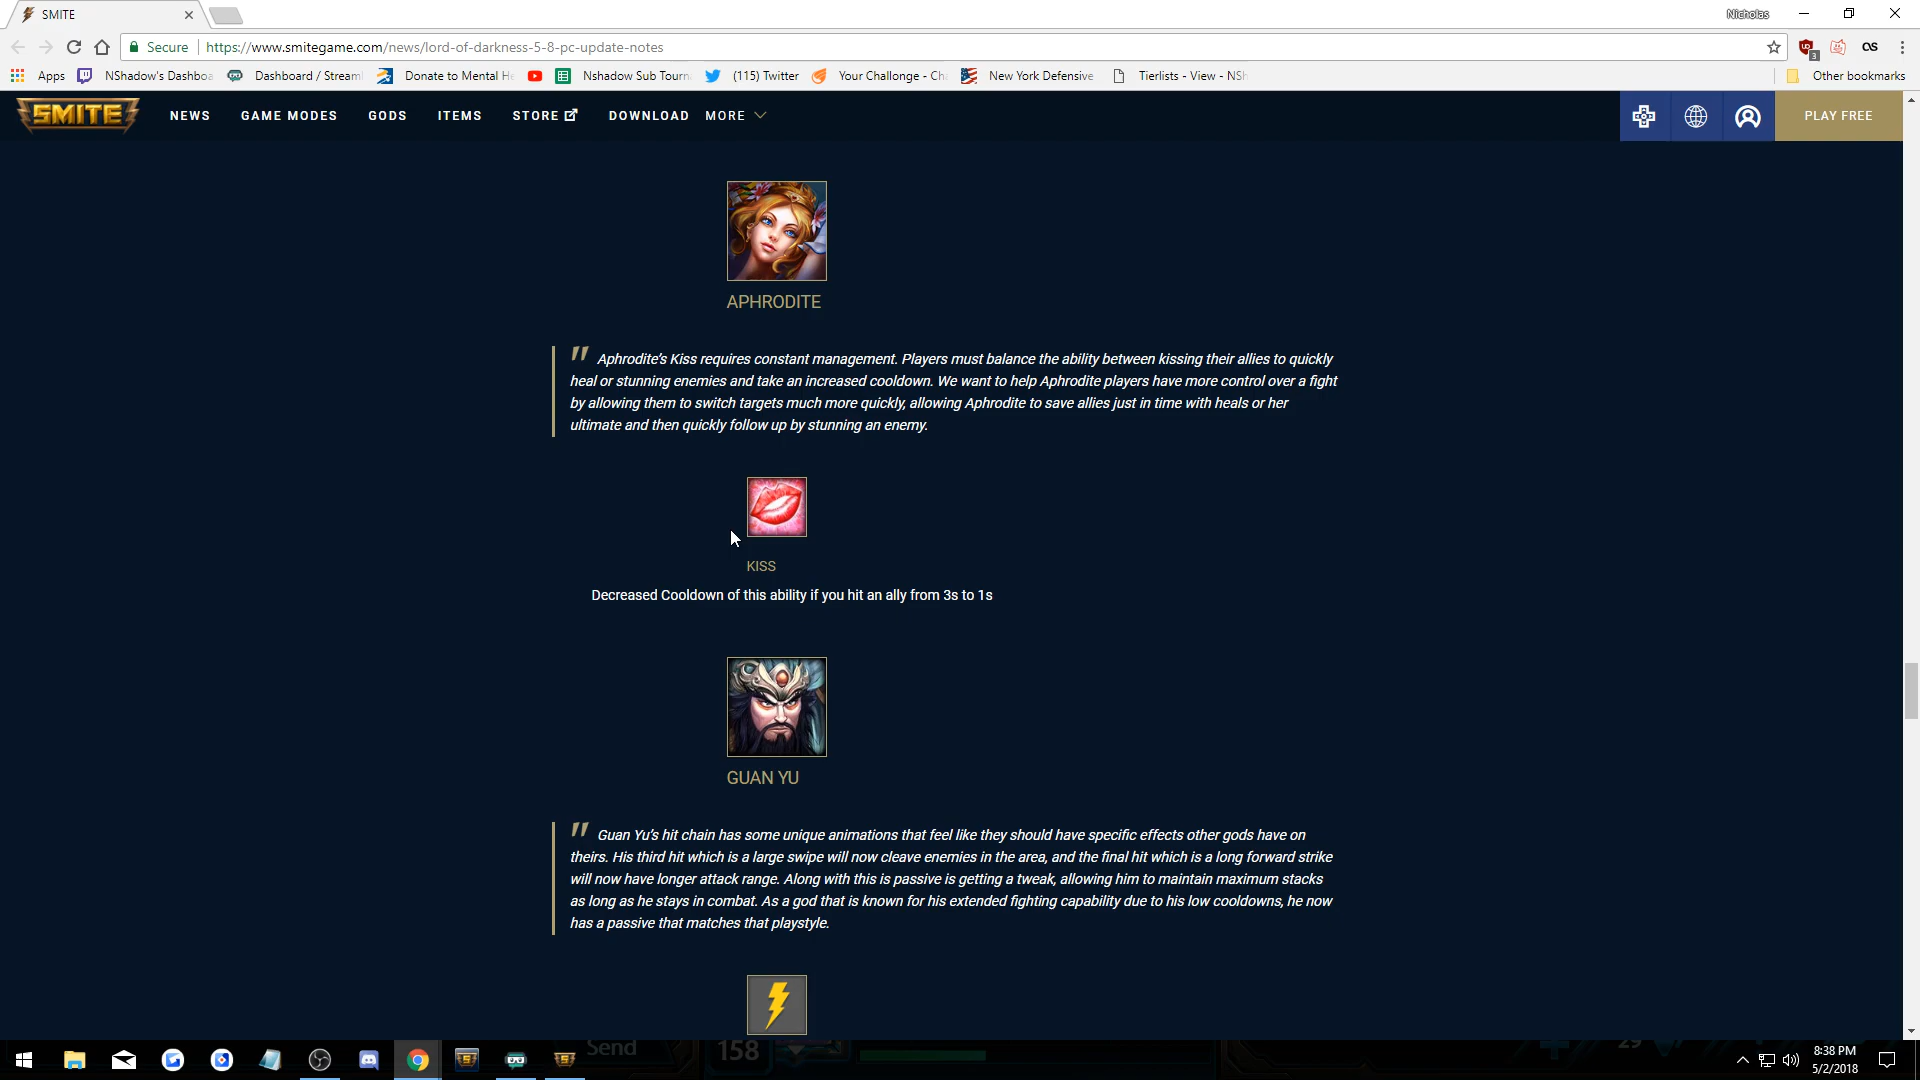 SMITE
Nicholas
Secure
https://www.smitegame.com/news/lord-of-darkness-5-8-pc-update-notes
3
Apps
NShadow's Dashbo
Dashboard / Stream
Donate to Mental H
Nshadow Sub Tourn
(115) Twitter
Your Challonge - Ch
New York Defensive
Tierlists - View - NSh
Other bookmarks
SMITE
NEWS
GAME MODES
GODS
ITEMS
STORE
DOWNLOAD
MORE
PLAY FREE
APHRODITE
" Aphrodite's Kiss requires constant management. Players must balance the ability between kissing their allies to quickly
heal or stunning enemies and take an increased cooldown. We want to help Aphrodite players have more control over a fight
by allowing them to switch targets much more quickly, allowing Aphrodite to save allies just in time with heals or her
ultimate and then quickly follow up by stunning an enemy.
KISS
Decreased Cooldown of this ability if you hit an ally from 3s to 1s
GUAN YU
" Guan Yu's hit chain has some unique animations that feel like they should have specific effects other gods have on
theirs. His third hit which is a large swipe will now cleave enemies in the area, and the final hit which is a long forward strike
will now have longer attack range. Along with this is passive is getting a tweak, allowing him to maintain maximum stacks
as long as he stays in combat. As a god that is known for his extended fighting capability due to his low cooldowns, he now
has a passive that matches that playstyle.
Send
158
29
8:38 PM
5/2/2018